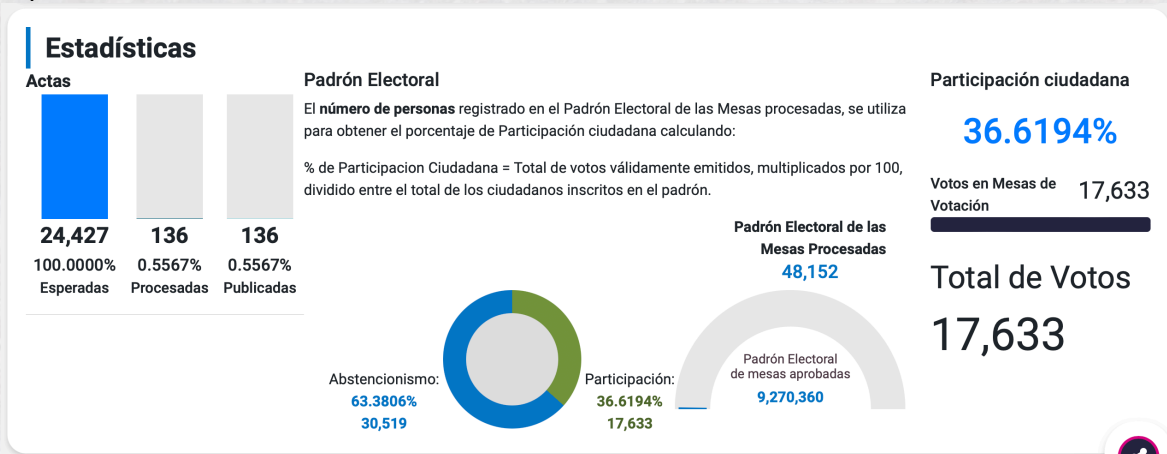 Estadísticas
Actas
24,427
100.0000%
Esperadas
136
0.5567%
Procesadas
136
0.5567%
Publicadas
Padrón Electoral
El número de personas registrado en el Padrón Electoral de las Mesas procesadas, se utiliza
para obtener el porcentaje de Participación ciudadana calculando:
% de Participacion Ciudadana = Total de votos válidamente emitidos, multiplicados por 100,
dividido entre el total de los ciudadanos inscritos en el padrón.
Abstencionismo:
63.3806%
30,519
Participación:
36.6194%
17,633
Padrón Electoral de las
Mesas Procesadas
48,152
Padrón Electoral
de mesas aprobadas
9,270,360
Participación ciudadana
36.6194%
Votos en Mesas de
Votación
17,633
Total de Votos
17,633